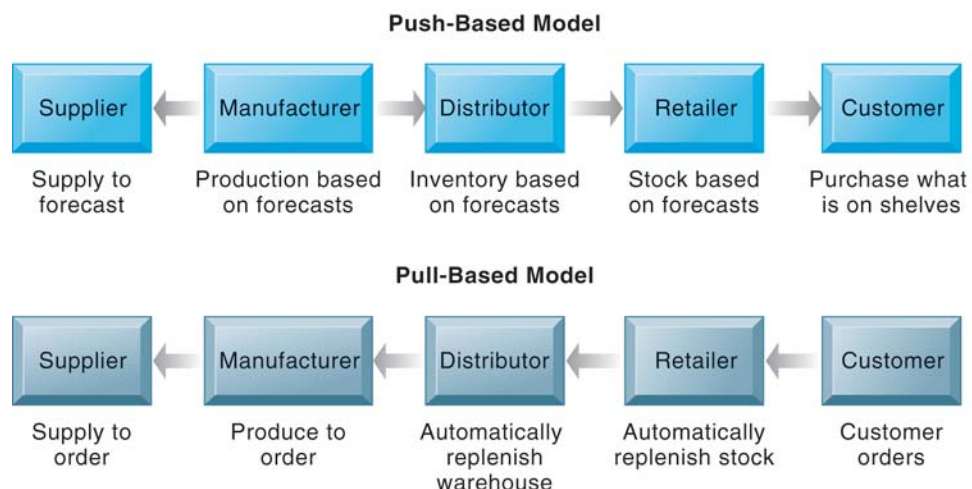 Push-Based Model
Supplier Manufacturer Distributor Retailer Customer
Supply to forecast
Production based on forecasts
Inventory based on forecasts
Stock based on forecasts
Purchase what is on shelves
Pull-Based Model
Supplier Manufacturer Distributor Retailer Customer
Supply to order
Produce to order
Automatically replenish warehouse
Automatically replenish stock
Customer orders